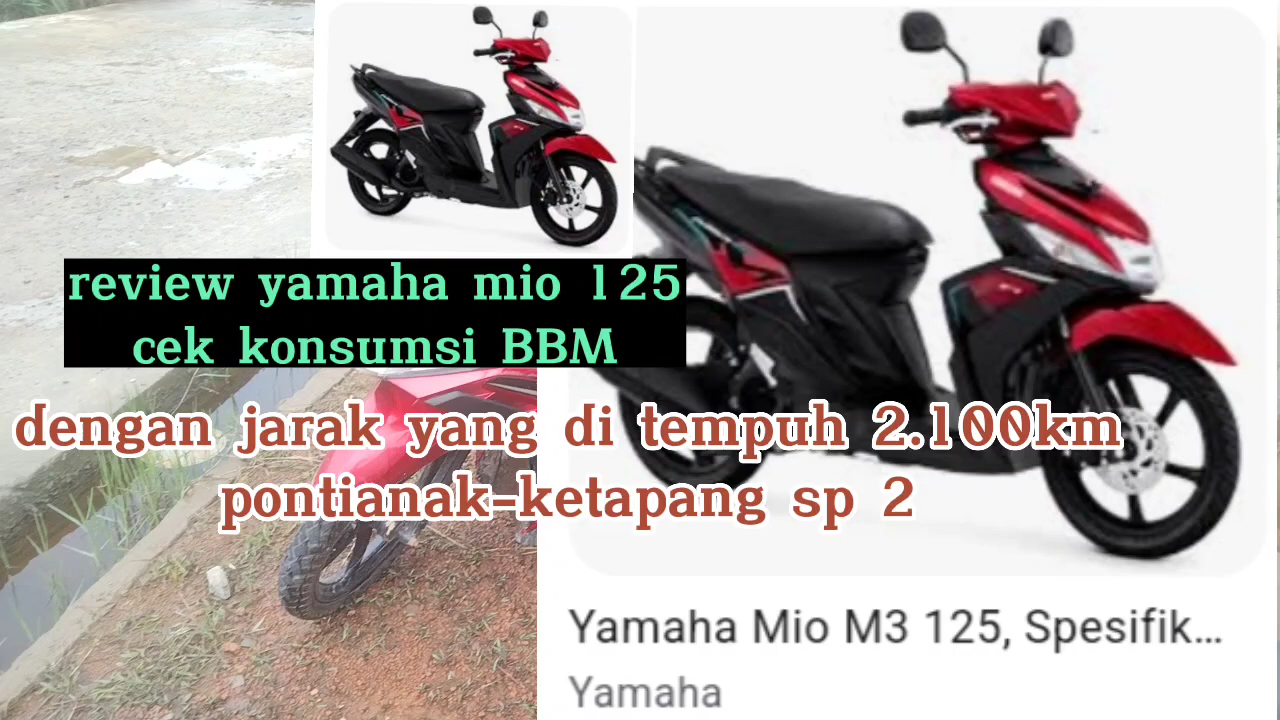 review yamaha mio 125
cek konsumsi BBM
dengan jarak yang di tempuh 2.100km
pontianak-ketapang sp 2
Yamaha Mio M3 125, Spesifik...
Yamaha